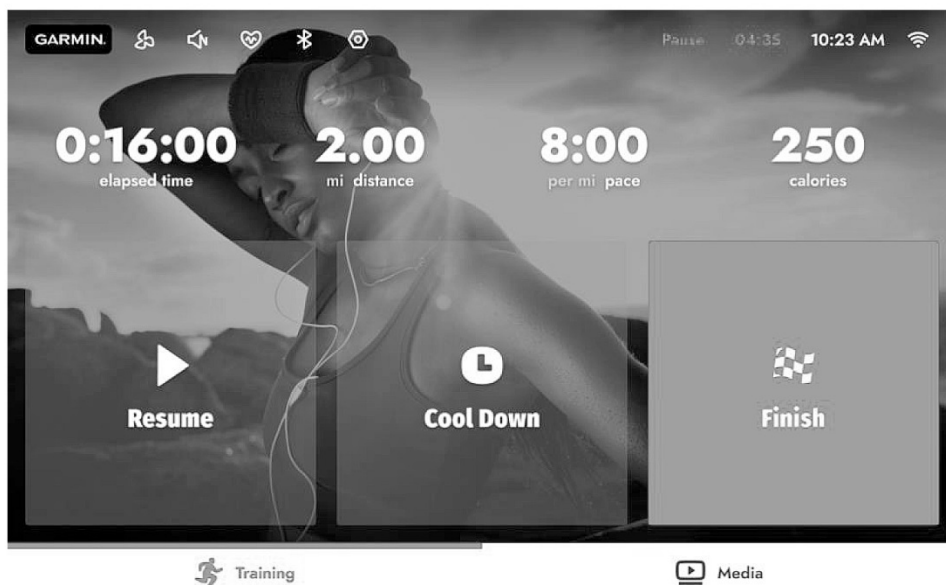 GARMIN. Pause 04:35 10:23 AM
0:16:00 2.00 8:00 250
elapsed time mi distance per mi pace calories
Resume Cool Down Finish
Training Media